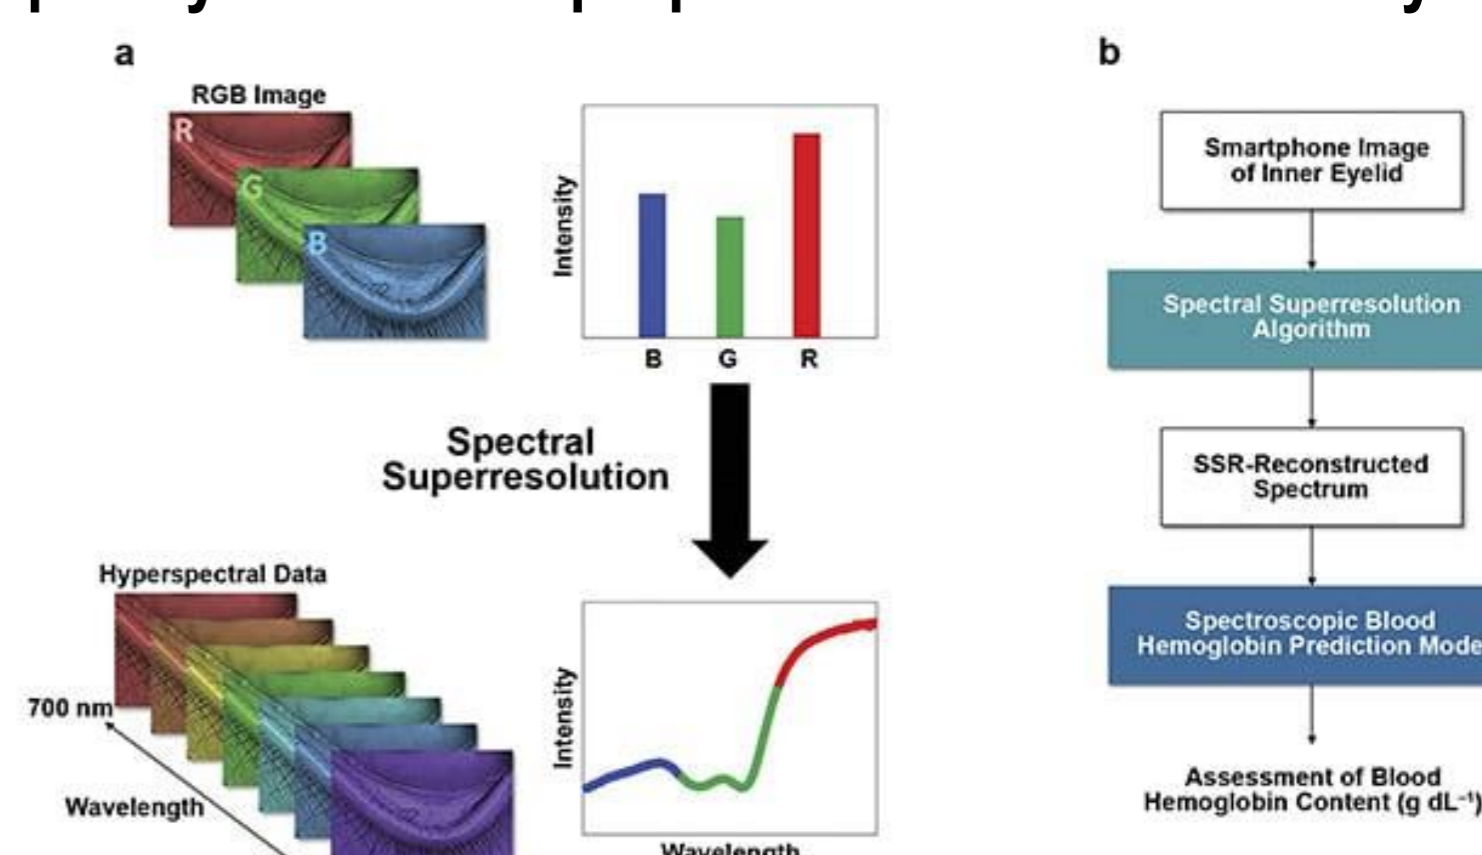 a
RGB Image
R
G
B
Intensity
B G R
Spectral
Superresolution
Hyperspectral Data
700 nm
Wavelength
Intensity
Wavelength
b
Smartphone Image
of Inner Eyelid
Spectral Superresolution
Algorithm
SSR-Reconstructed
Spectrum
Spectroscopic Blood
Hemoglobin Prediction Mode
Assessment of Blood
Hemoglobin Content (g dL⁻¹)